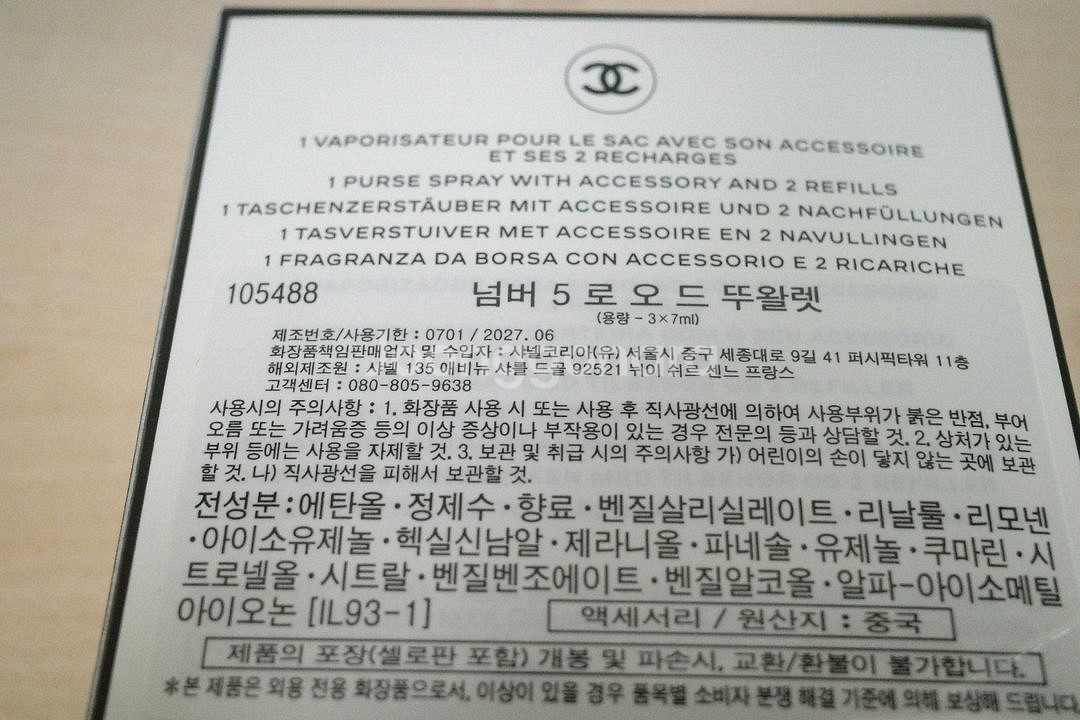 1 VAPORISATEUR POUR LE SAC AVEC SON ACCESSOIRE
ET SES 2 RECHARGES
1 PURSE SPRAY WITH ACCESSORY AND 2 REFILLS
1 TASCHENZERSTÄUBER MIT ACCESSOIRE UND 2 NACHFÜLLUNGEN
1 TASVERSTUIVER MET ACCESSOIRE EN 2 NAVULLINGEN
1 FRAGRANZA DA BORSA CON ACCESSORIO E 2 RICARICHE
105488 넘버 5 로 오 드 뚜왈렛
(용량 - 3×7ml)
제조번호/사용기한 : 0701 / 2027. 06
화장품책임판매업자 및 수입자 : 샤넬코리아(유) 서울시 중구 세종대로 9길 41 퍼시픽타워 11층
해외제조원 : 샤넬 135 애비뉴 샤를 드골 92521 뉘이 쉬르 센느 프랑스
고객센터 : 080-805-9638
사용시의 주의사항 : 1. 화장품 사용 시 또는 사용 후 직사광선에 의하여 사용부위가 붉은 반점, 부어
오름 또는 가려움증 등의 이상 증상이나 부작용이 있는 경우 전문의 등과 상담할 것. 2. 상처가 있는
부위 등에는 사용을 자제할 것. 3. 보관 및 취급 시의 주의사항 가) 어린이의 손이 닿지 않는 곳에 보관
할 것. 나) 직사광선을 피해서 보관할 것.
전성분 : 에탄올 · 정제수 · 향료 · 벤질살리실레이트 · 리날룰 · 리모넨
· 아이소유제놀 · 헥실신남알 · 제라니올 · 파네솔 · 유제놀 · 쿠마린 · 시
트로넬올 · 시트랄 · 벤질벤조에이트 · 벤질알코올 · 알파-아이소메틸
아이오논 [IL93-1] 액세서리 / 원산지 : 중국
제품의 포장(셀로판 포함) 개봉 및 파손시, 교환/환불이 불가합니다.
*본 제품은 외용 전용 화장품으로서, 이상이 있을 경우 품목별 소비자 분쟁 해결 기준에 의해 보상해 드립니다